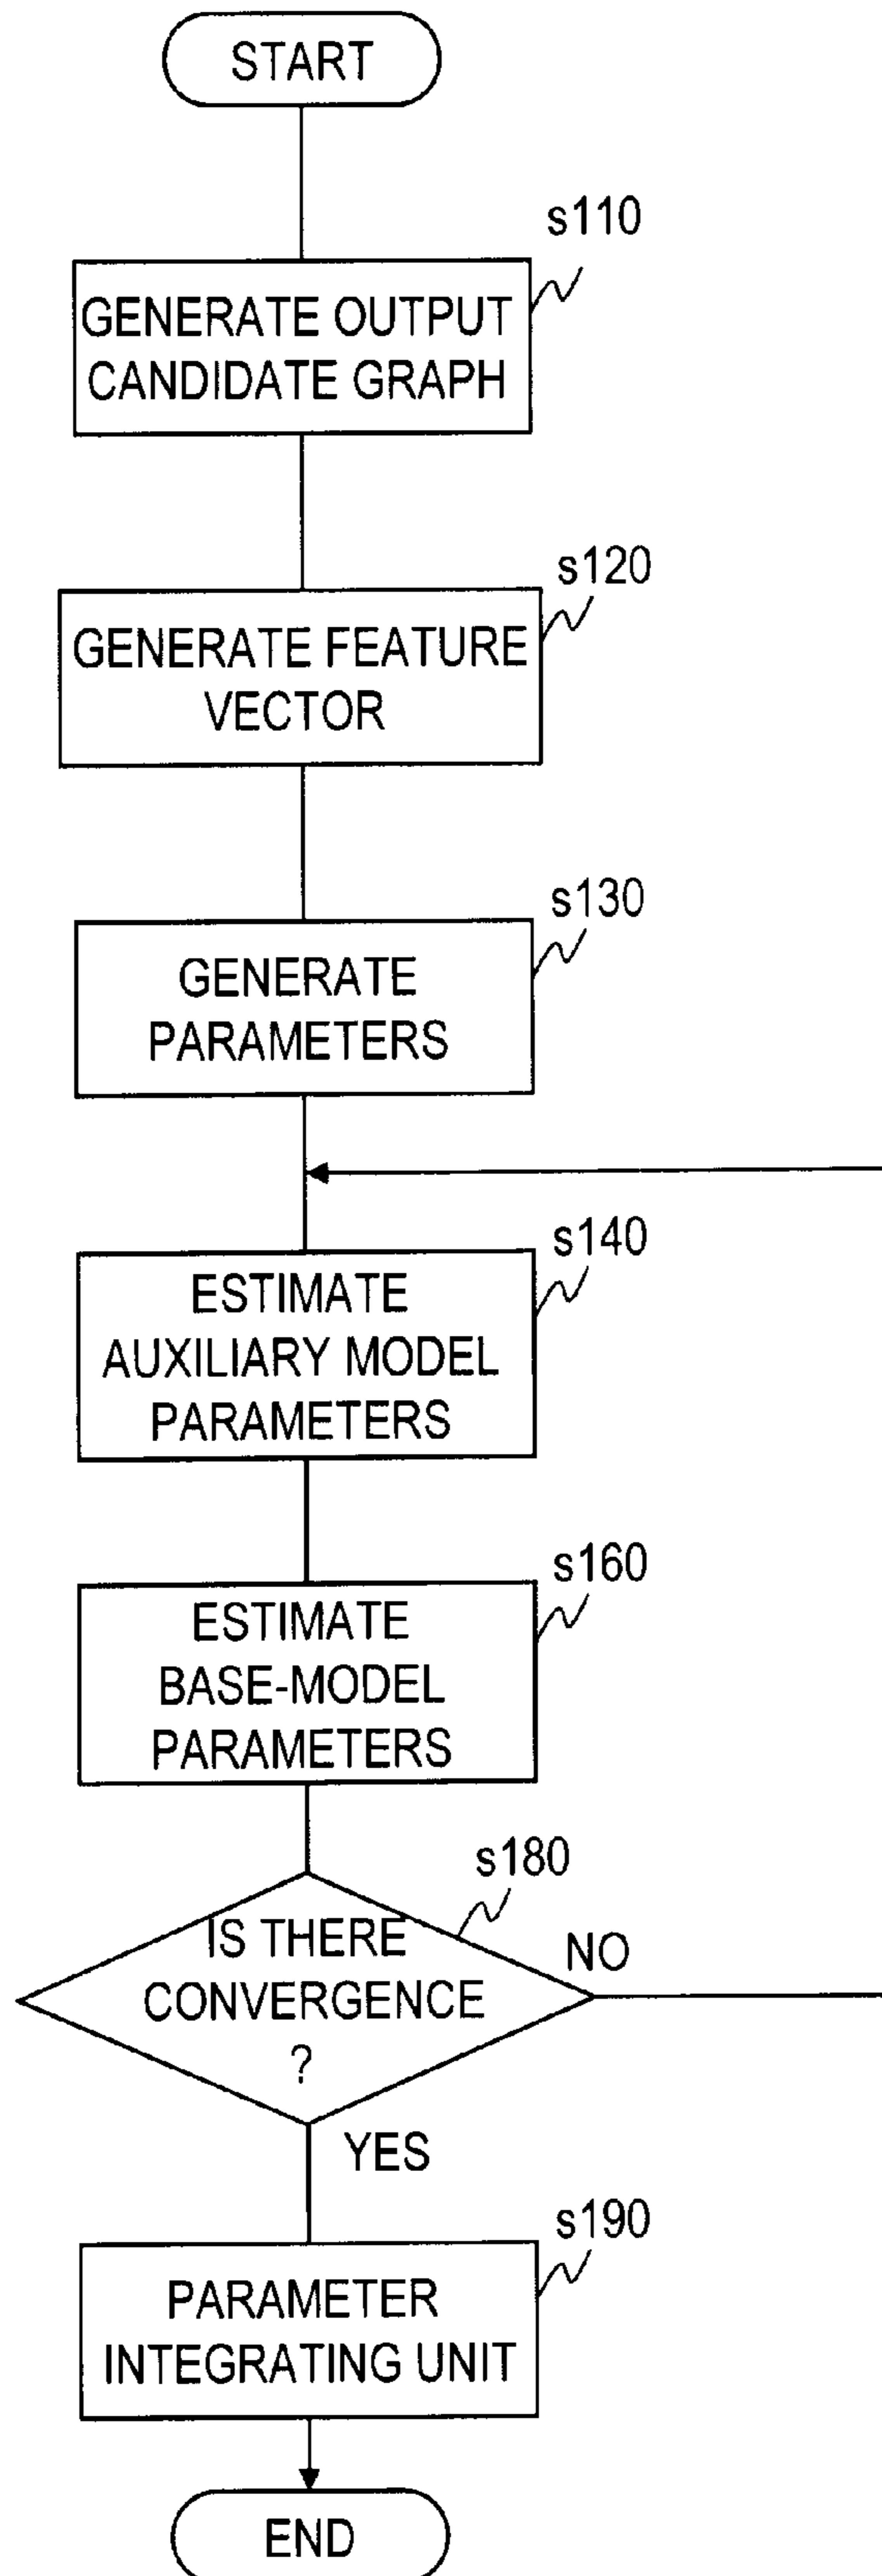 START
s110
GENERATE OUTPUT
CANDIDATE GRAPH
s120
GENERATE FEATURE
VECTOR
s130
GENERATE
PARAMETERS
s140
ESTIMATE
AUXILIARY MODEL
PARAMETERS
s160
ESTIMATE
BASE-MODEL
PARAMETERS
s180
IS THERE
CONVERGENCE
?
NO
YES
s190
PARAMETER
INTEGRATING UNIT
END